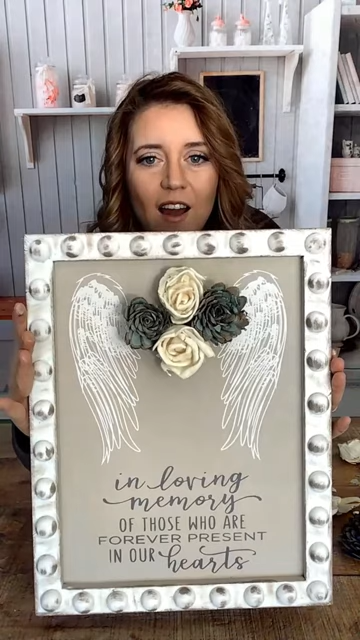 in loving
memory
OF THOSE WHO ARE
FOREVER PRESENT
IN OUR hearts